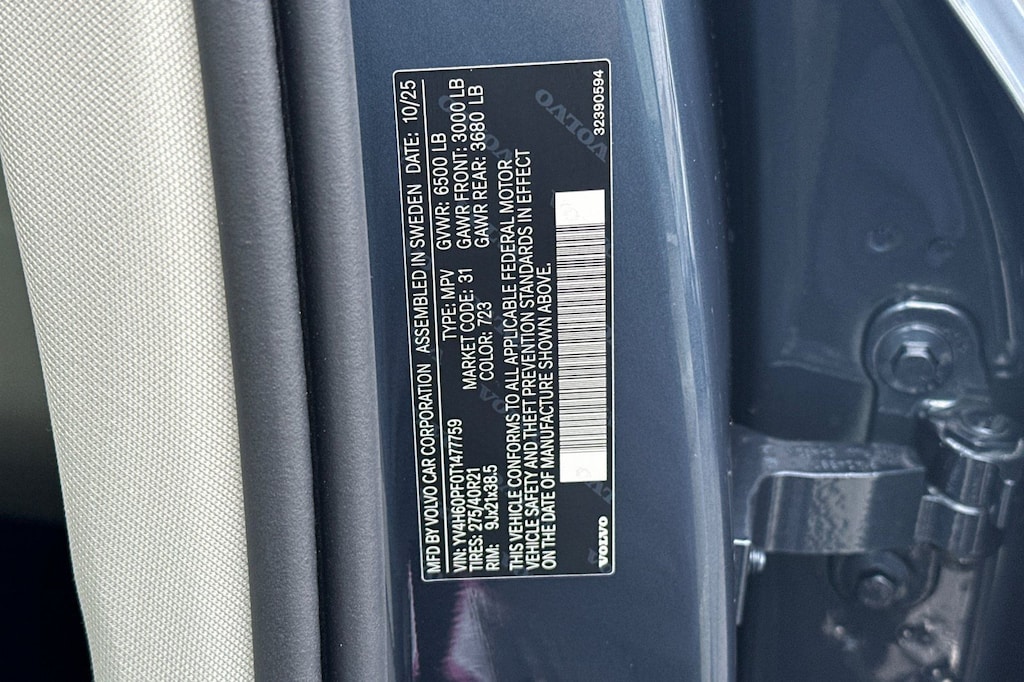 MFD BY VOLVO CAR CORPORATION ASSEMBLED IN SWEDEN DATE: 10/25
VIN: YV4H60PF0T1477759 TYPE: MPV GVWR: 6500 LB
TIRES: 275/40R21 MARKET CODE: 31 GAWR FRONT: 3000 LB
RIM: 9Jx21x38.5 COLOR: 723 GAWR REAR: 3680 LB
THIS VEHICLE CONFORMS TO ALL APPLICABLE FEDERAL MOTOR
VEHICLE SAFETY AND THEFT PREVENTION STANDARDS IN EFFECT
ON THE DATE OF MANUFACTURE SHOWN ABOVE.
VOLVO 32390594